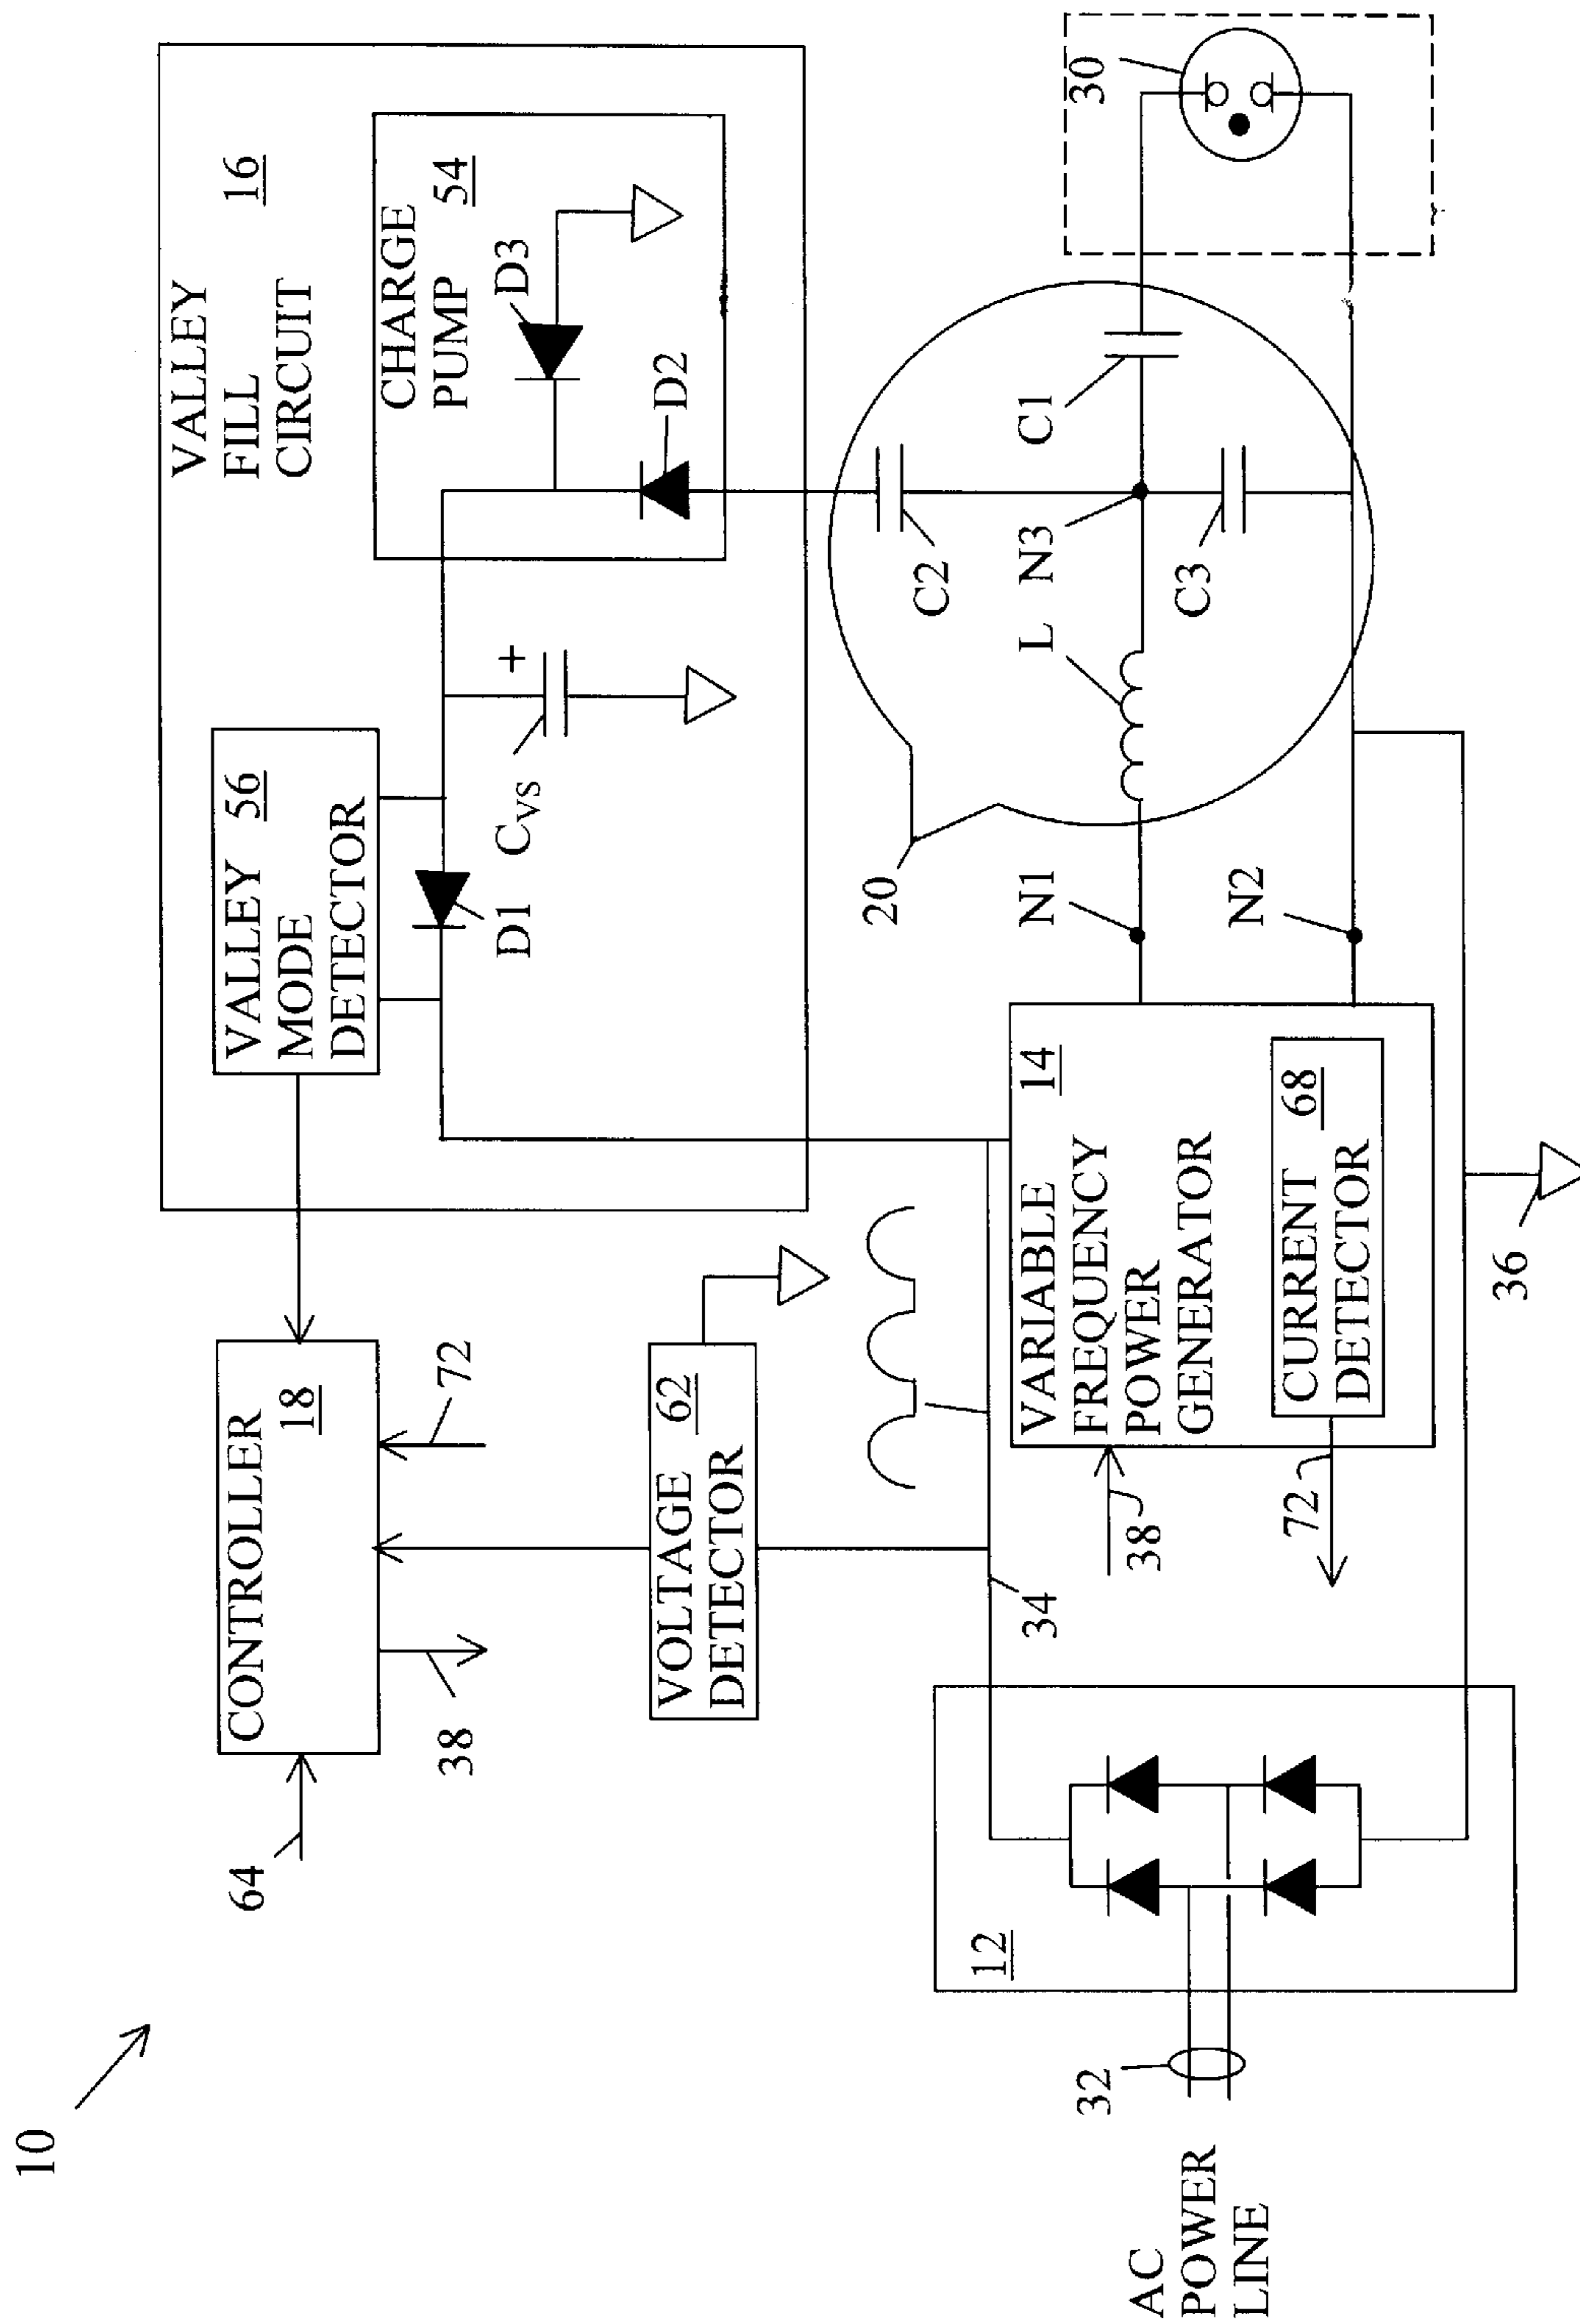 10
64
CONTROLLER
18
38
72
VALLEY 56
MODE
DETECTOR
VALLEY
FILL 16
CIRCUIT
CHARGE
PUMP 54
D3
D2
D1
CVS
+
VOLTAGE 62
DETECTOR
34
20
C2
L N3 C1
C3
30
N1
N2
VARIABLE 14
FREQUENCY
POWER
GENERATOR
CURRENT 68
DETECTOR
38
72
12
32
36
AC
POWER
LINE